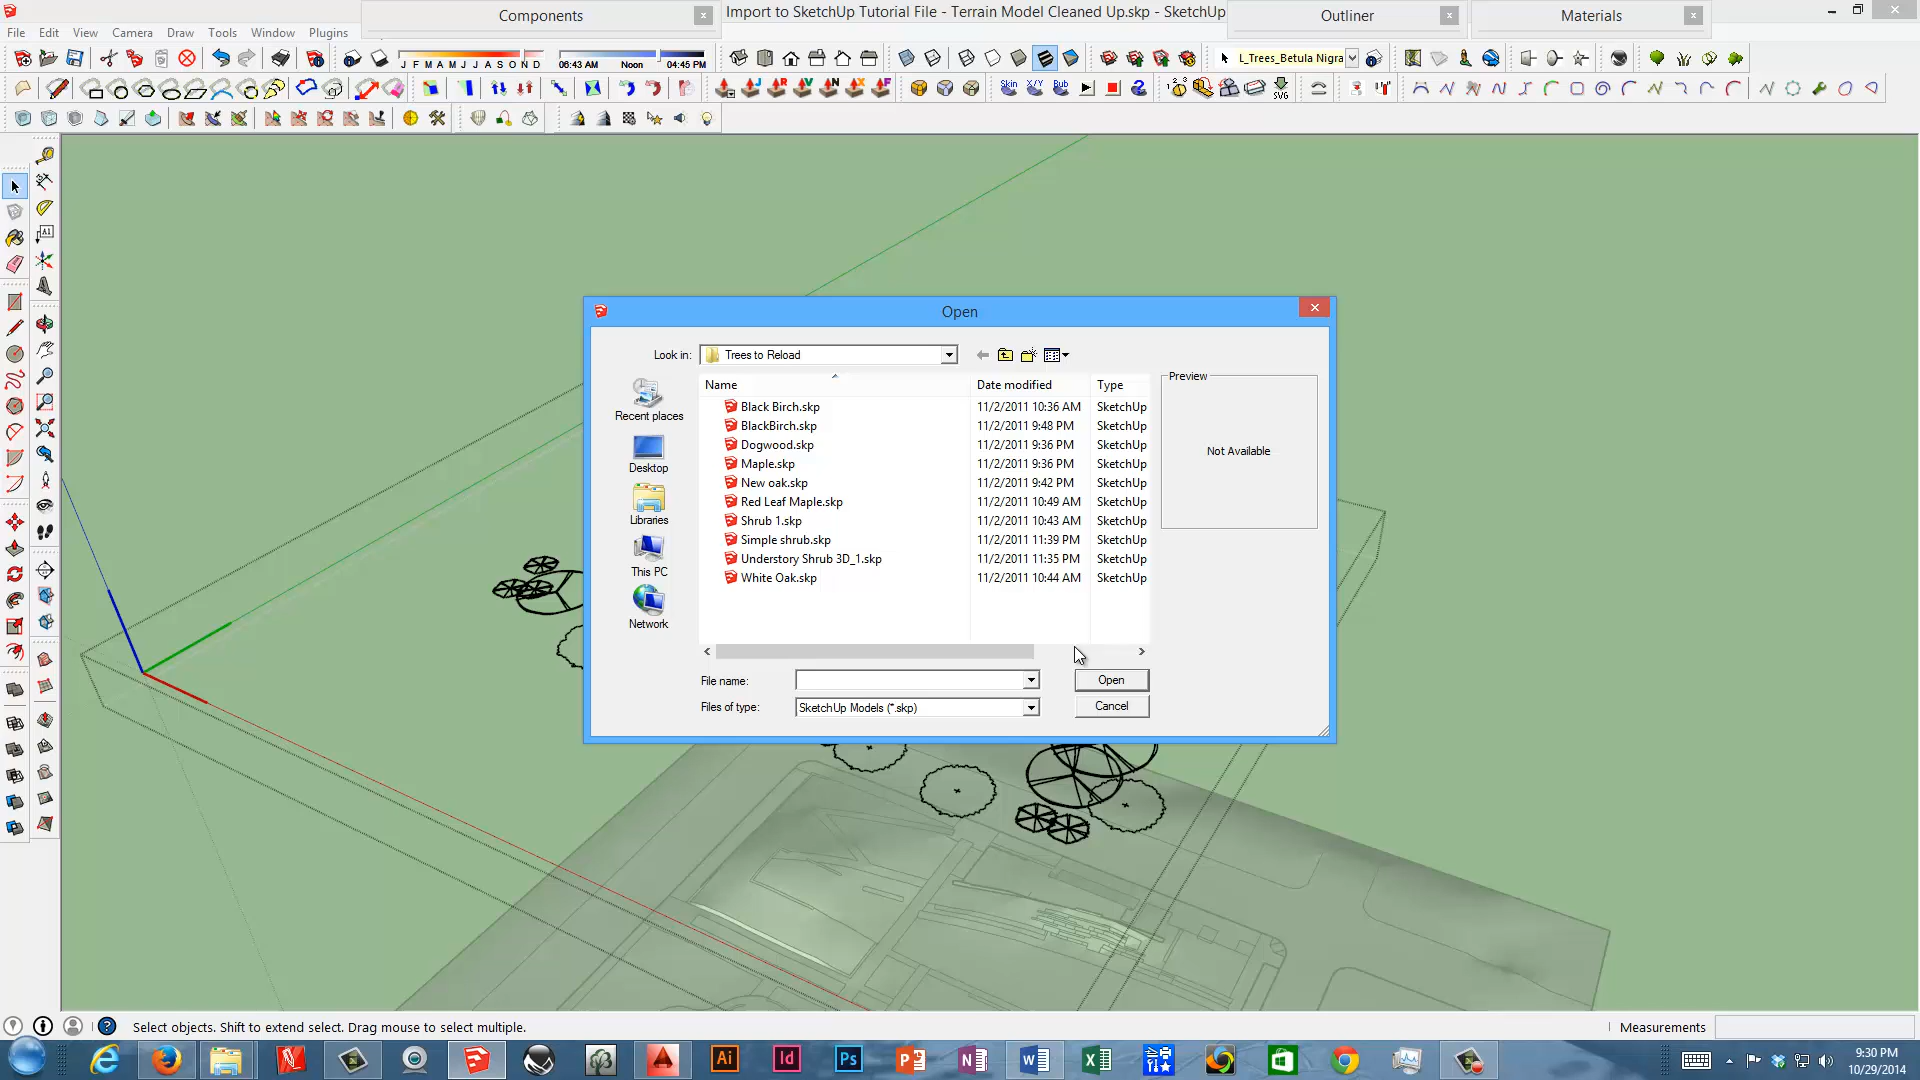 Components
Import to SketchUp Tutorial File - Terrain Model Cleaned Up.skp - SketchUp
Outliner
Materials
File Edit View Camera Draw Tools Window Plugins
J F M A M J J A S O N D
06:43 AM Noon 04:45 PM
L_Trees_Betula Nigra
Skin X/Y Bub
SVG
A1
Open
Look in: Trees to Reload
Name Date modified Type
Black Birch.skp 11/2/2011 10:36 AM SketchUp
BlackBirch.skp 11/2/2011 9:48 PM SketchUp
Dogwood.skp 11/2/2011 9:36 PM SketchUp
Maple.skp 11/2/2011 9:36 PM SketchUp
New oak.skp 11/2/2011 9:42 PM SketchUp
Red Leaf Maple.skp 11/2/2011 10:49 AM SketchUp
Shrub 1.skp 11/2/2011 10:43 AM SketchUp
Simple shrub.skp 11/2/2011 11:39 PM SketchUp
Understory Shrub 3D_1.skp 11/2/2011 11:35 PM SketchUp
White Oak.skp 11/2/2011 10:44 AM SketchUp
Recent places
Desktop
Libraries
This PC
Network
Preview
Not Available
File name:
Open
Files of type: SketchUp Models (*.skp)
Cancel
Select objects. Shift to extend select. Drag mouse to select multiple.
Measurements
Ai Id Ps
9:30 PM
10/29/2014